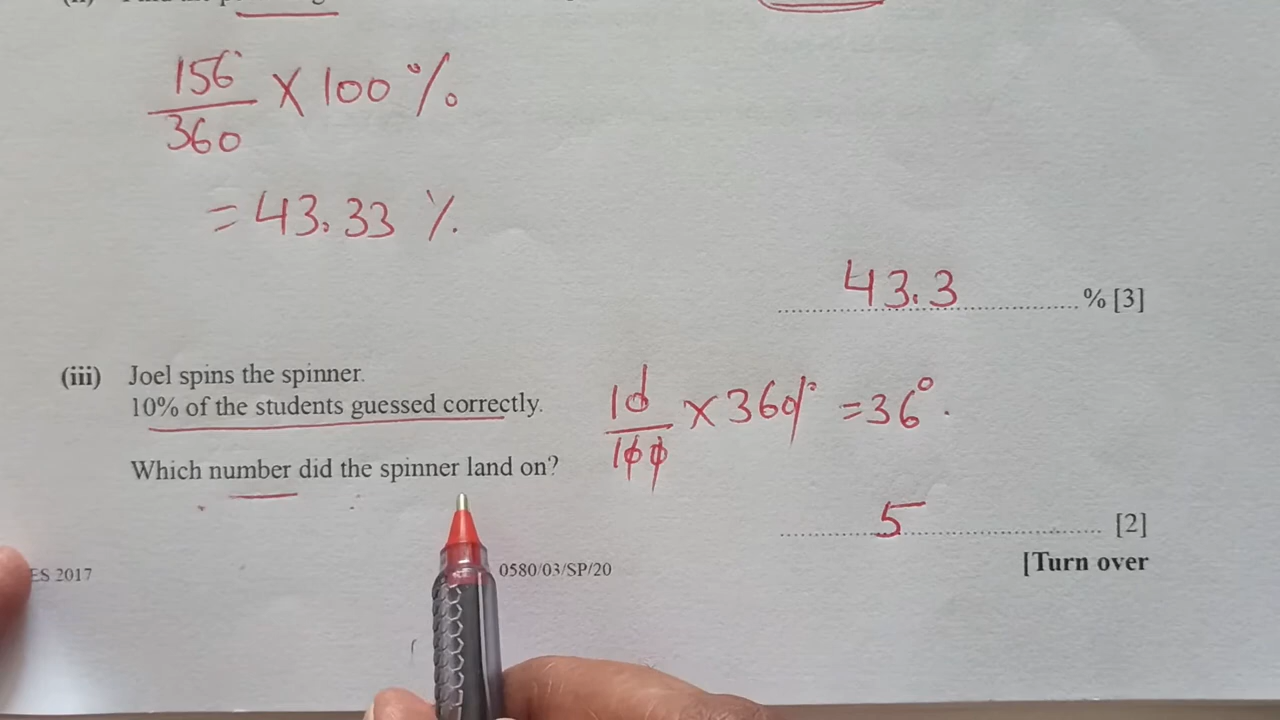 156
360
× 100 %
= 43.33 %
43.3 % [3]
(iii) Joel spins the spinner.
10% of the students guessed correctly.
10
100
× 360° = 36°.
Which number did the spinner land on?
5 [2]
ES 2017 0580/03/SP/20 [Turn over